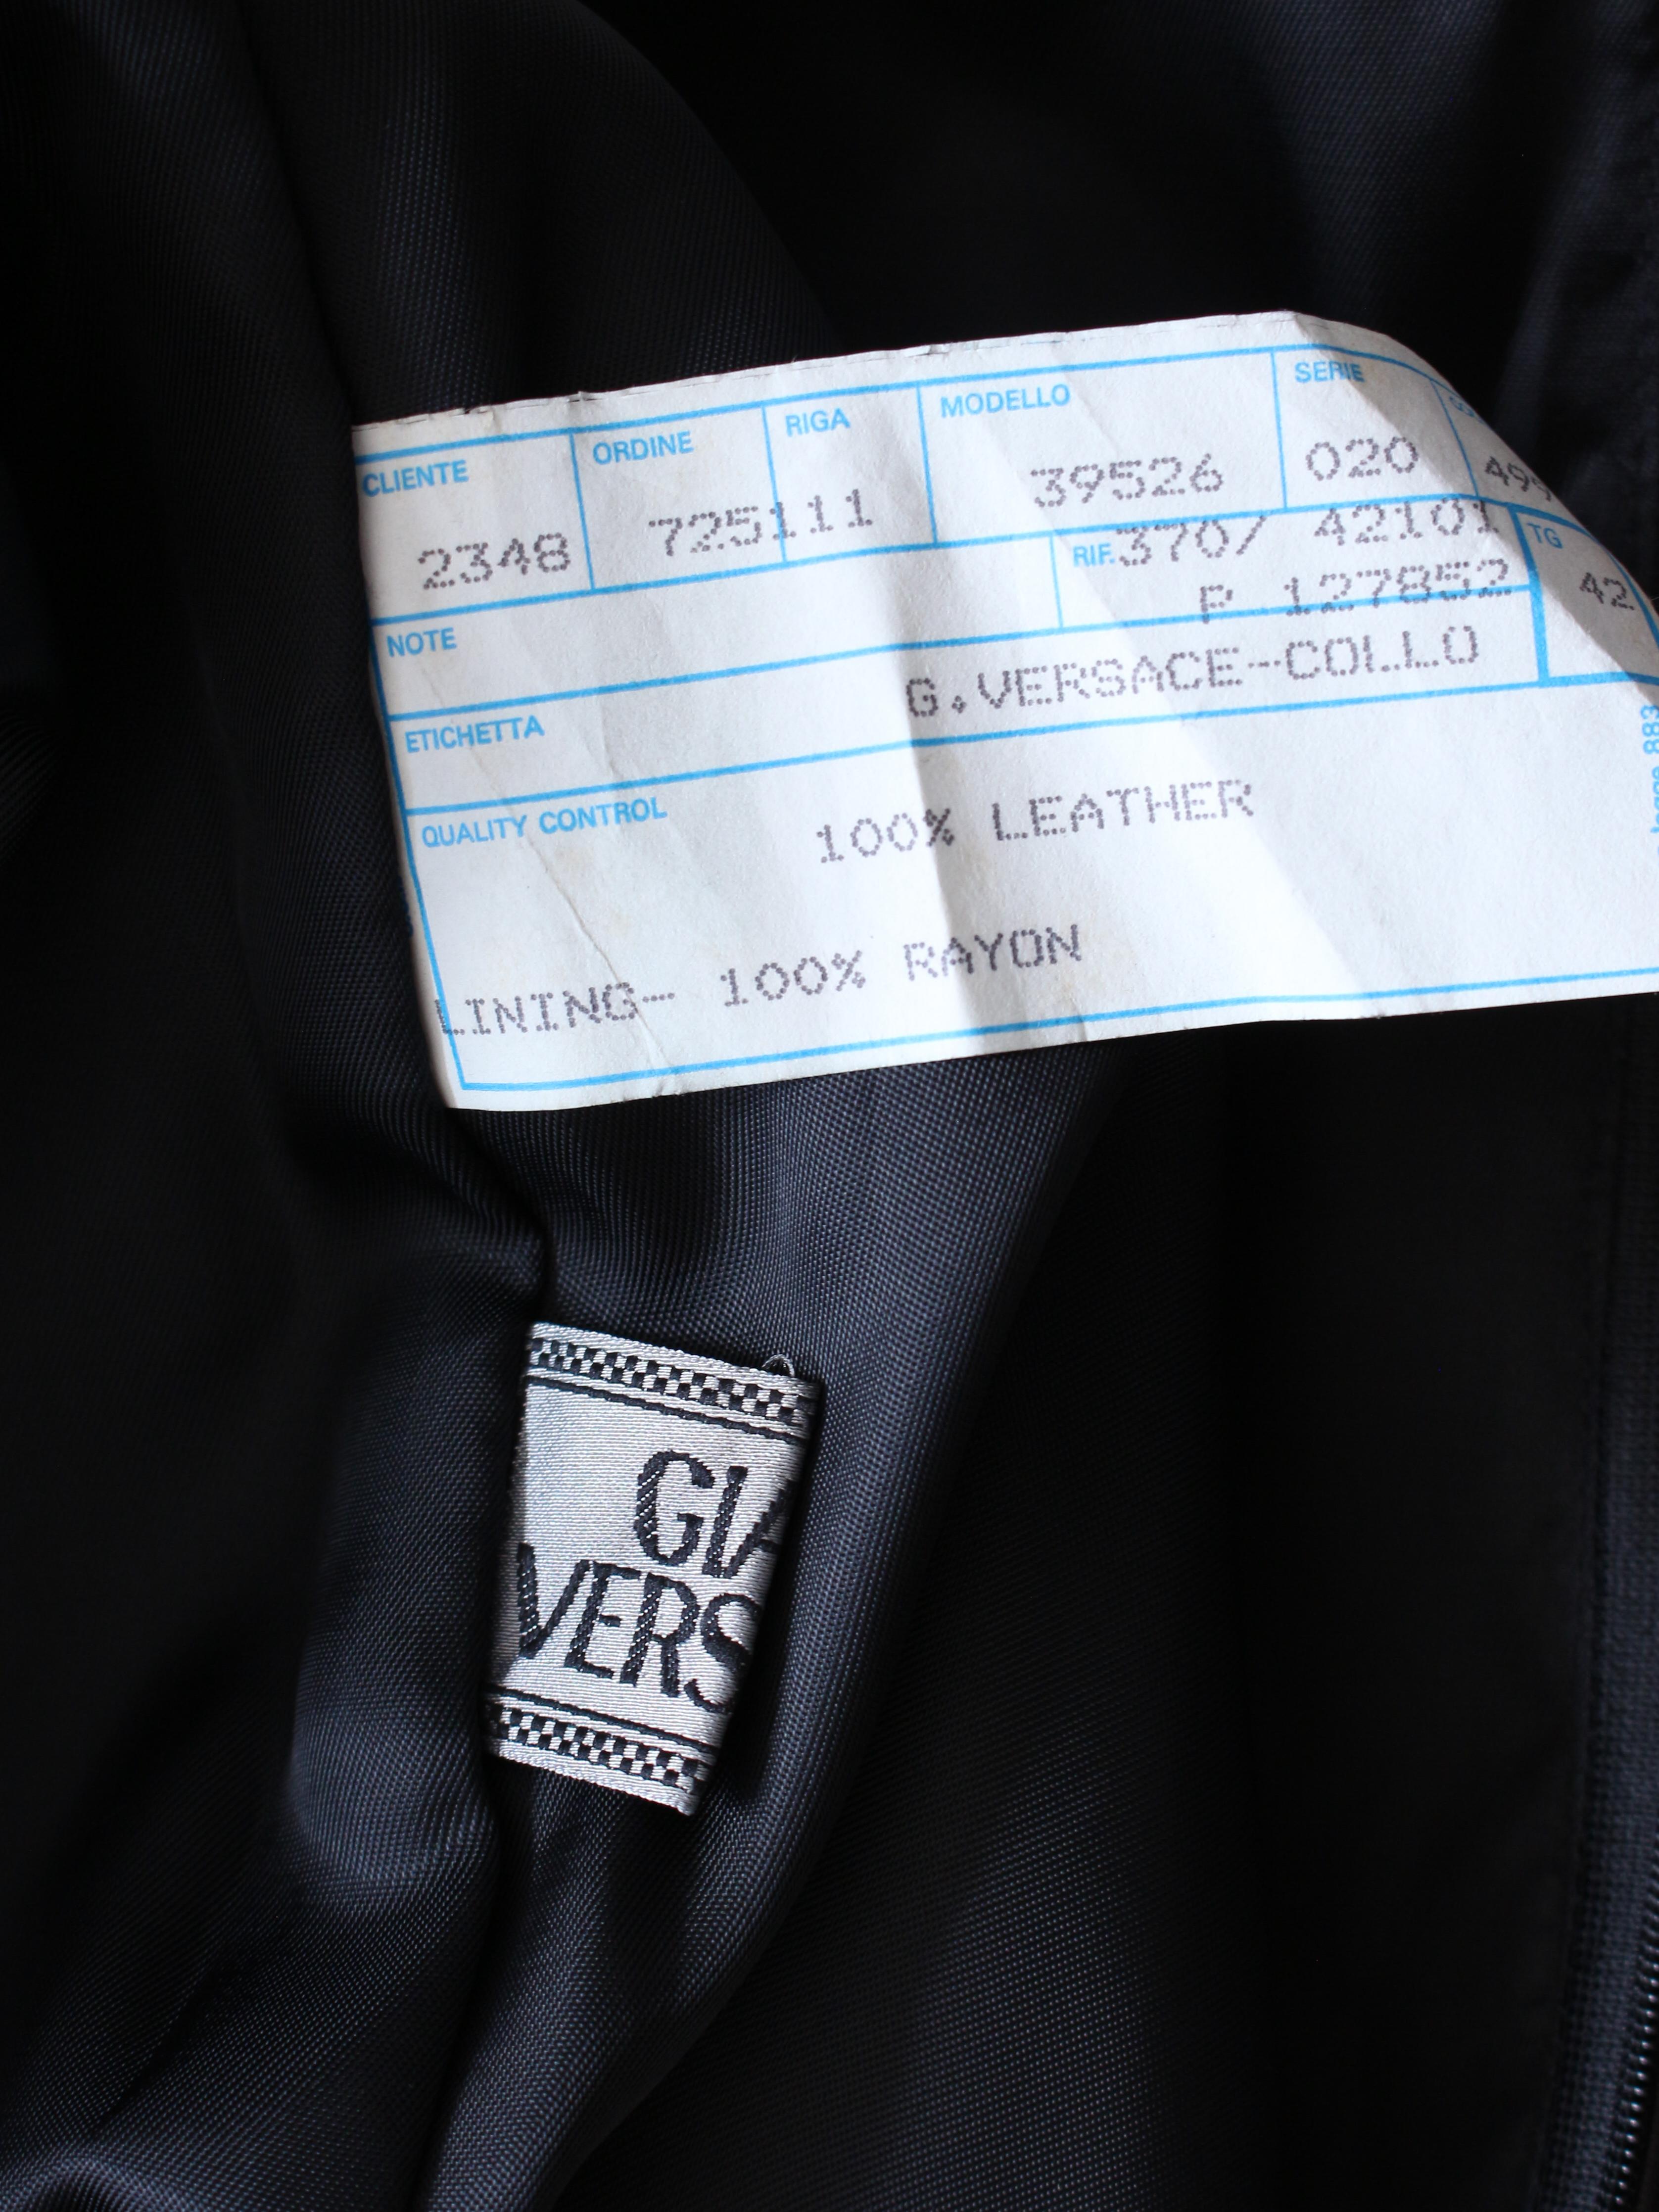 CLIENTE ORDINE RIGA MODELLO SERIE
2348 725111 39526 020
RIF. 370/ 42101 TG
P 127852 42
NOTE
ETICHETTA G.VERSACE-COLLO
QUALITY CONTROL
100% LEATHER
LINING- 100% RAYON
GIA
VERS